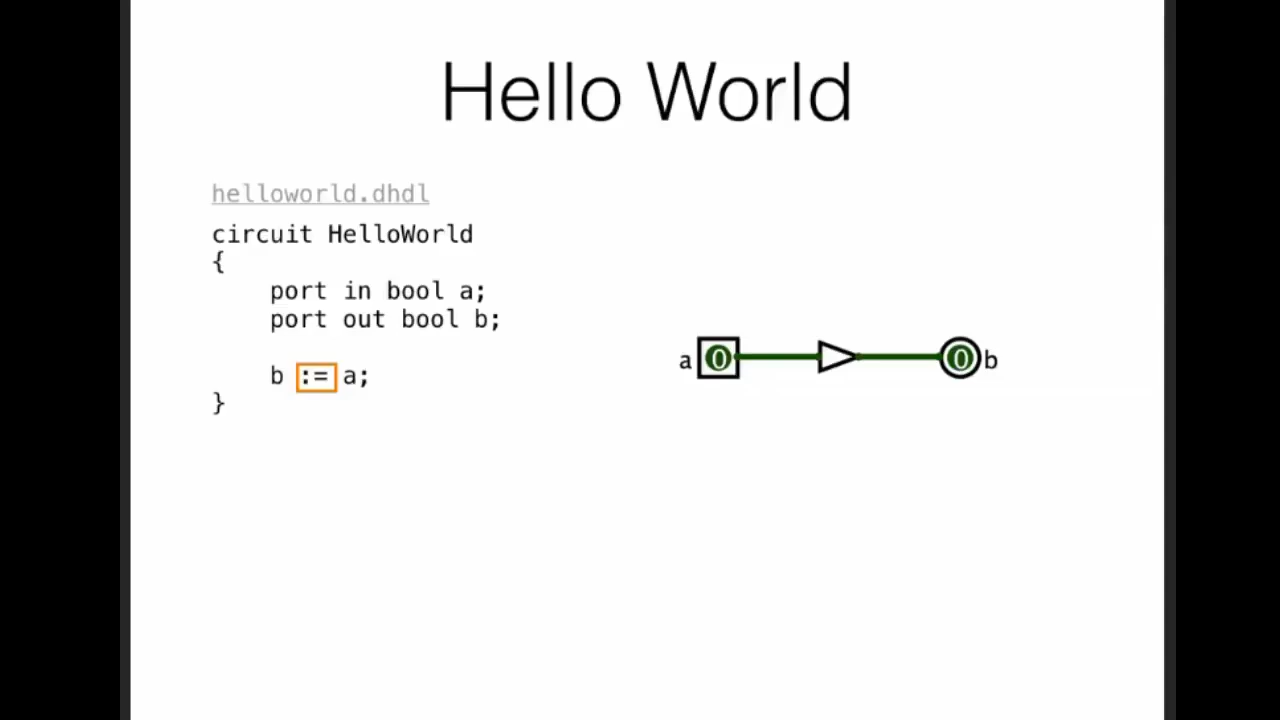 Hello World
helloworld.dhdl
circuit HelloWorld
{
    port in bool a;
    port out bool b;
    b := a;
}
a 0 0 b